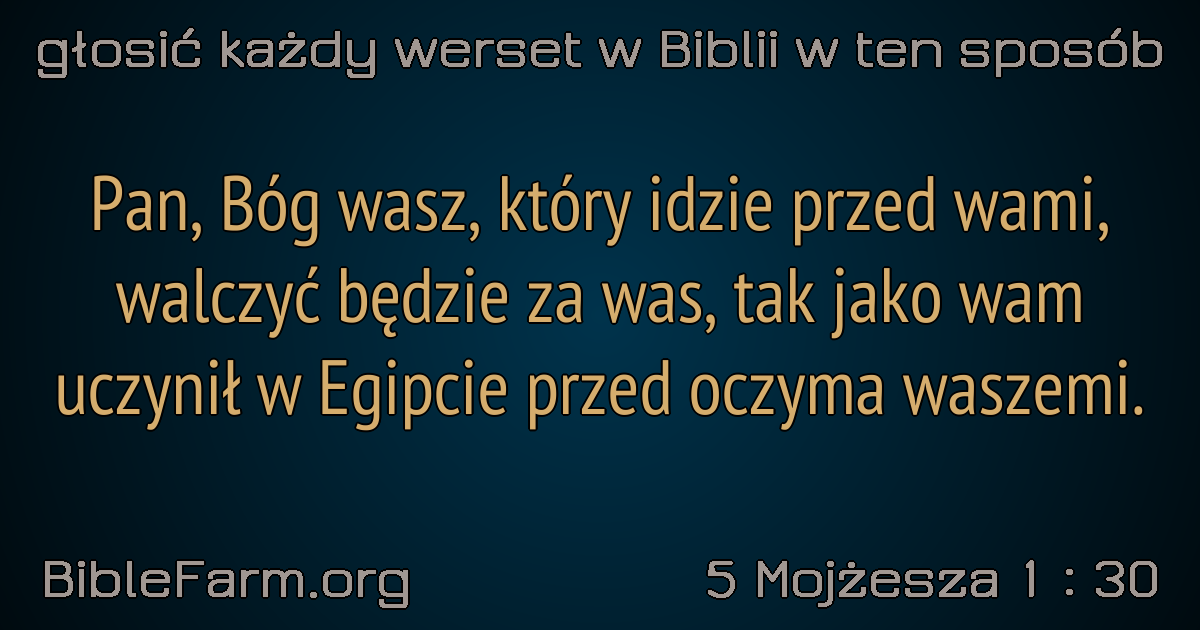 głosić każdy werset w Biblii w ten sposób
Pan, Bóg wasz, który idzie przed wami,
walczyć będzie za was, tak jako wam
uczynił w Egipcie przed oczyma waszemi.
BibleFarm.org
5 Mojżesza 1 : 30